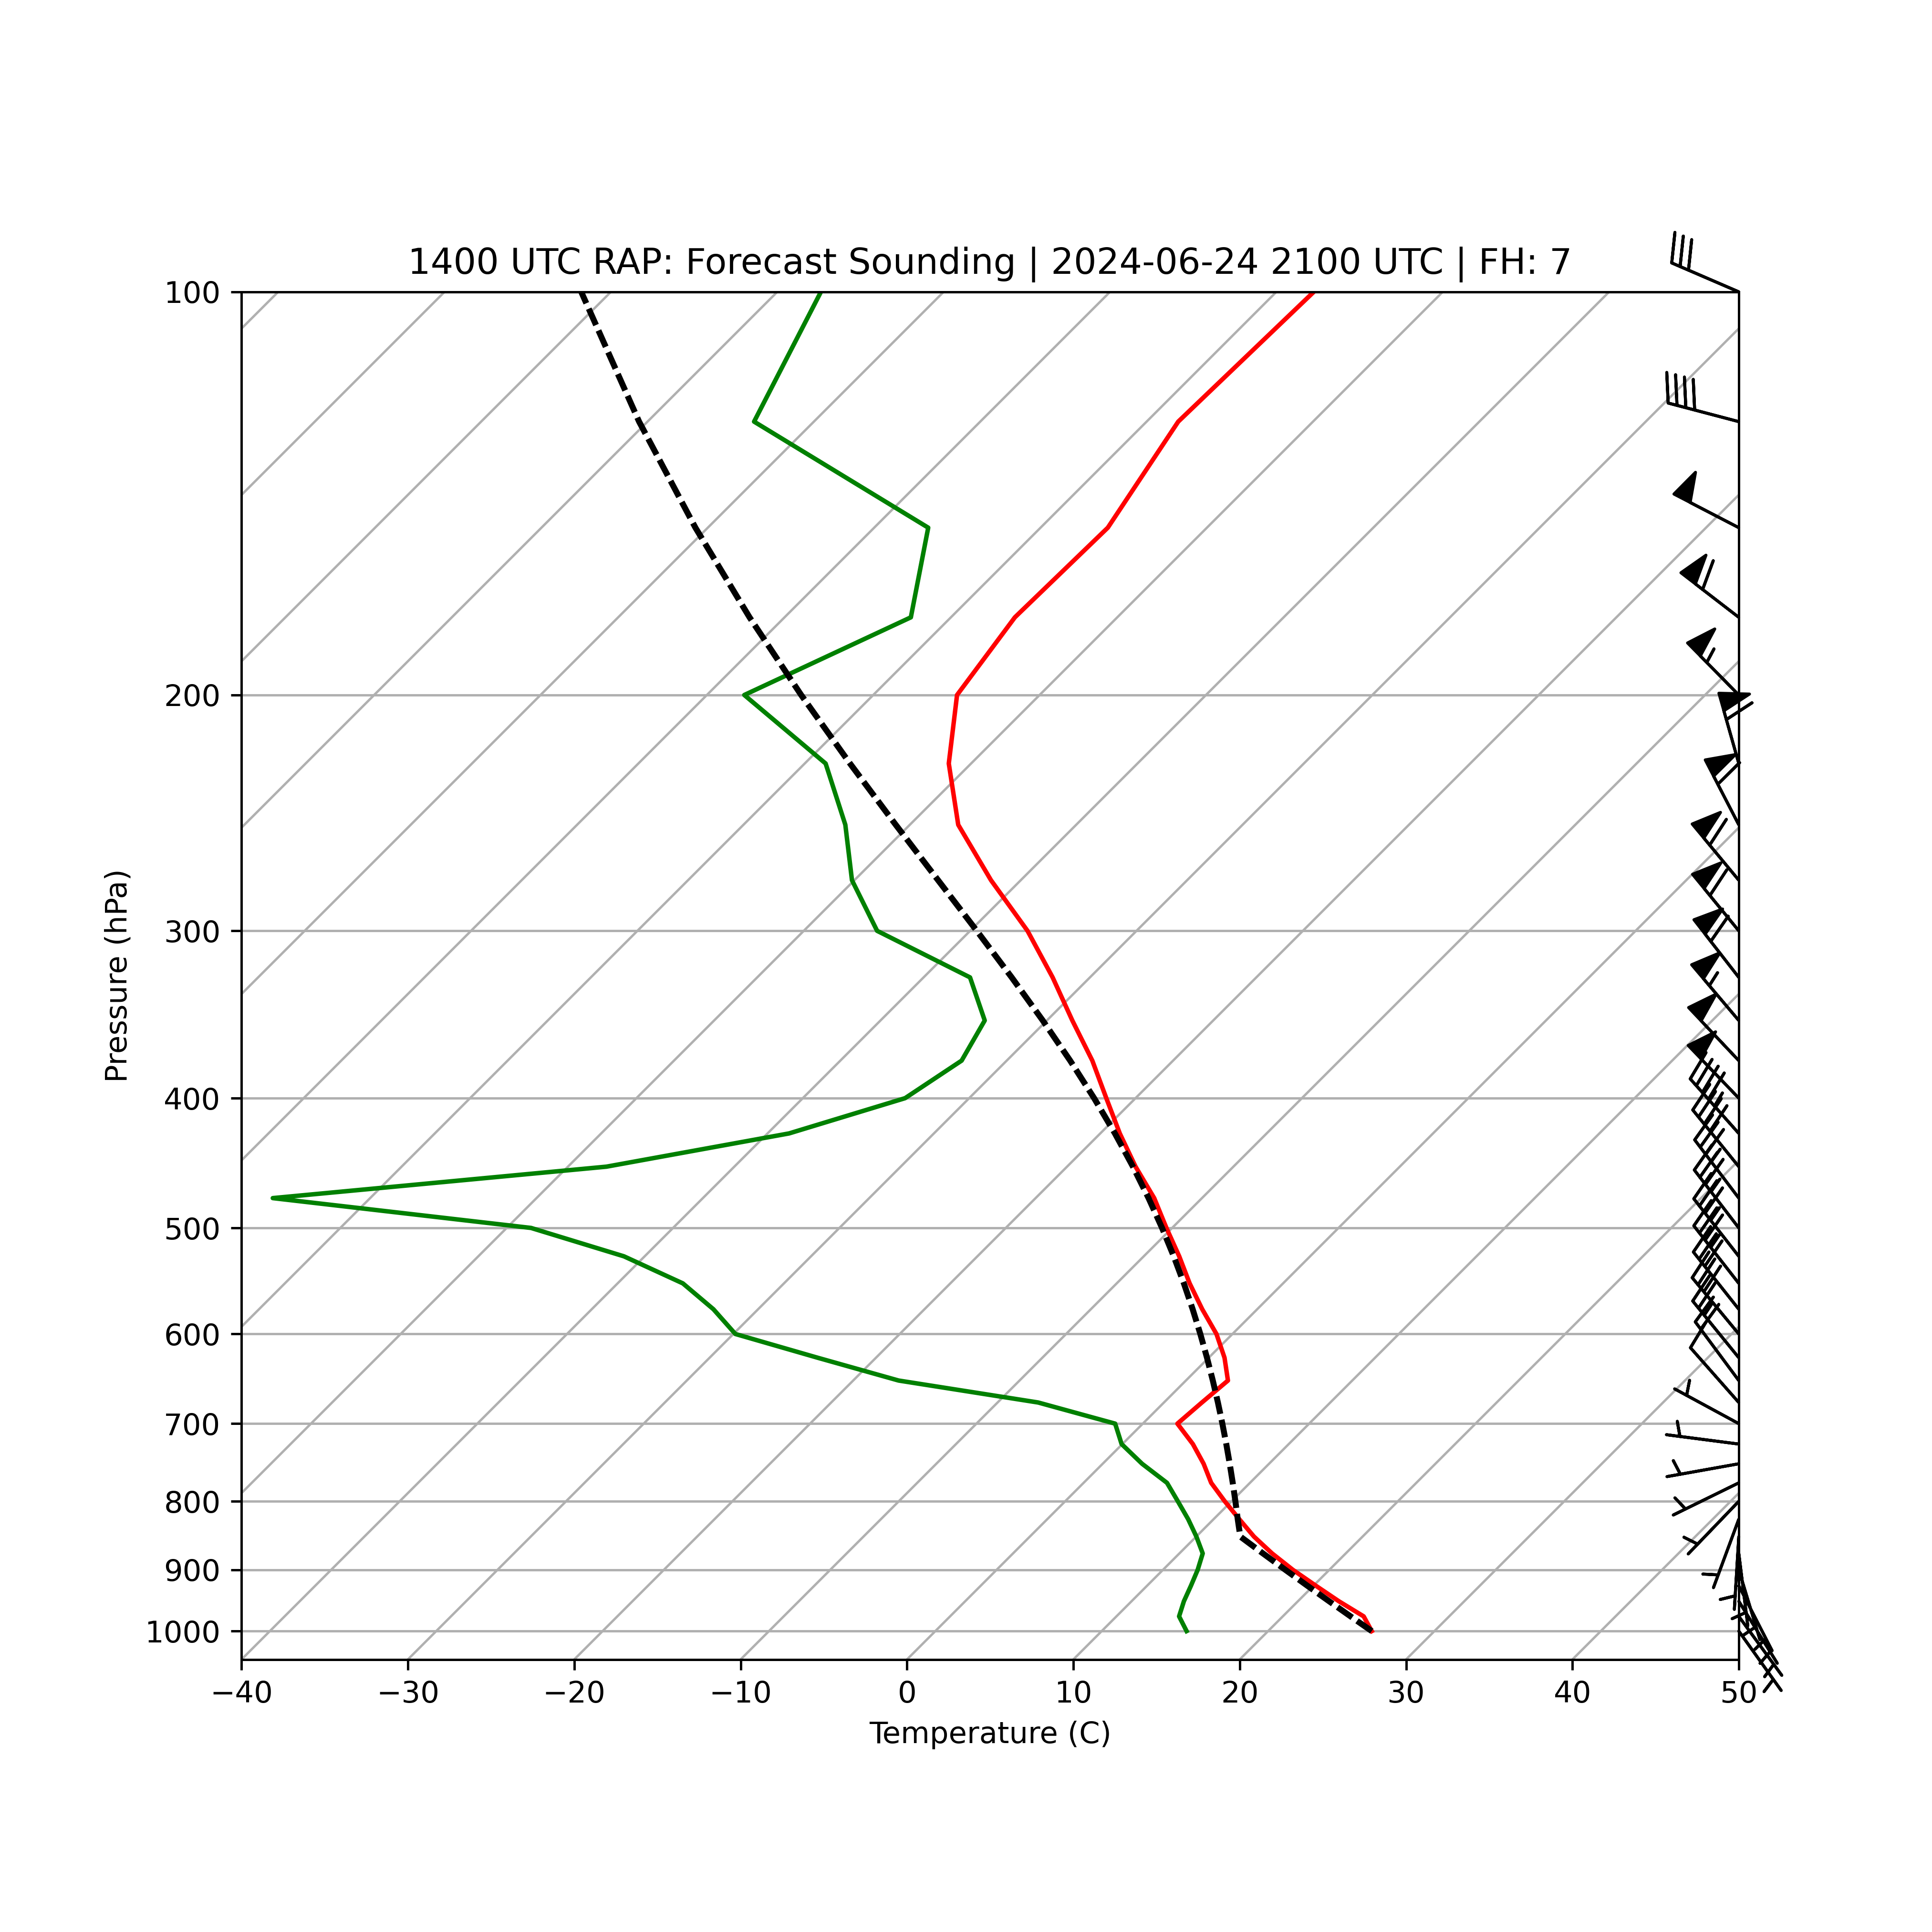 1400 UTC RAP: Forecast Sounding | 2024-06-24 2100 UTC | FH: 7
100
200
300
400
500
600
700
800
900
1000
Pressure (hPa)
−40 −30 −20 −10 0 10 20 30 40 50
Temperature (C)